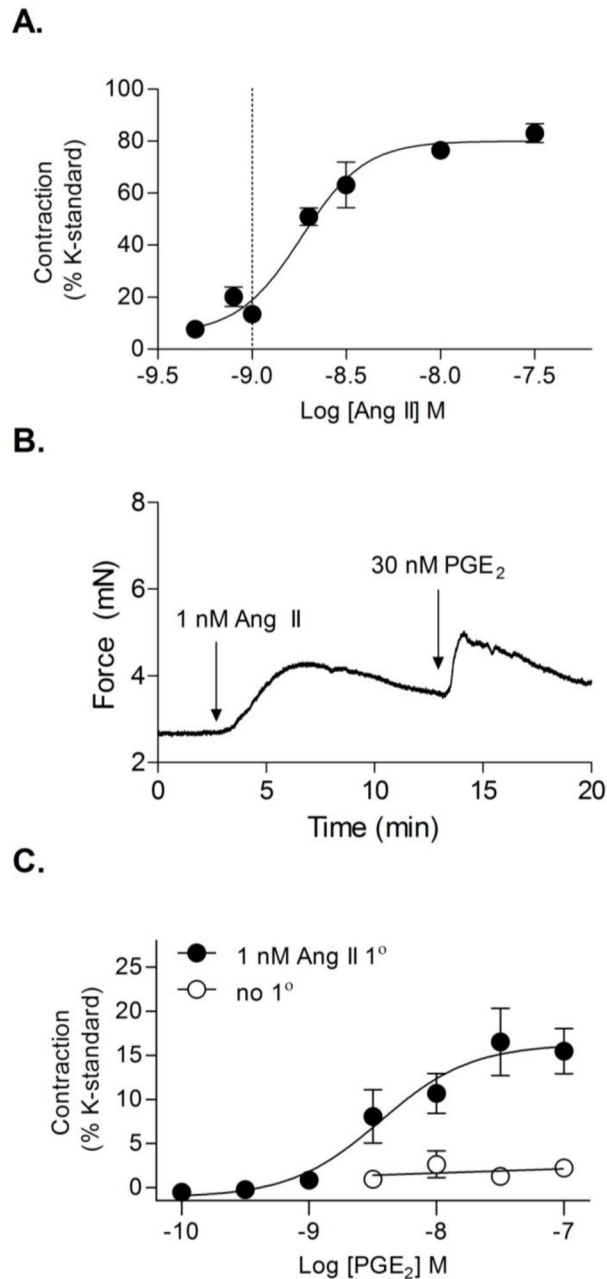 A.
100
80
60
40
20
0
Contraction
(% K-standard)
-9.5 -9.0 -8.5 -8.0 -7.5
Log [Ang II] M
B.
8
6
4
2
Force (mN)
1 nM Ang II
30 nM PGE₂
0 5 10 15 20
Time (min)
C.
1 nM Ang II 1º
no 1º
25
20
15
10
5
0
Contraction
(% K-standard)
-10 -9 -8 -7
Log [PGE₂] M